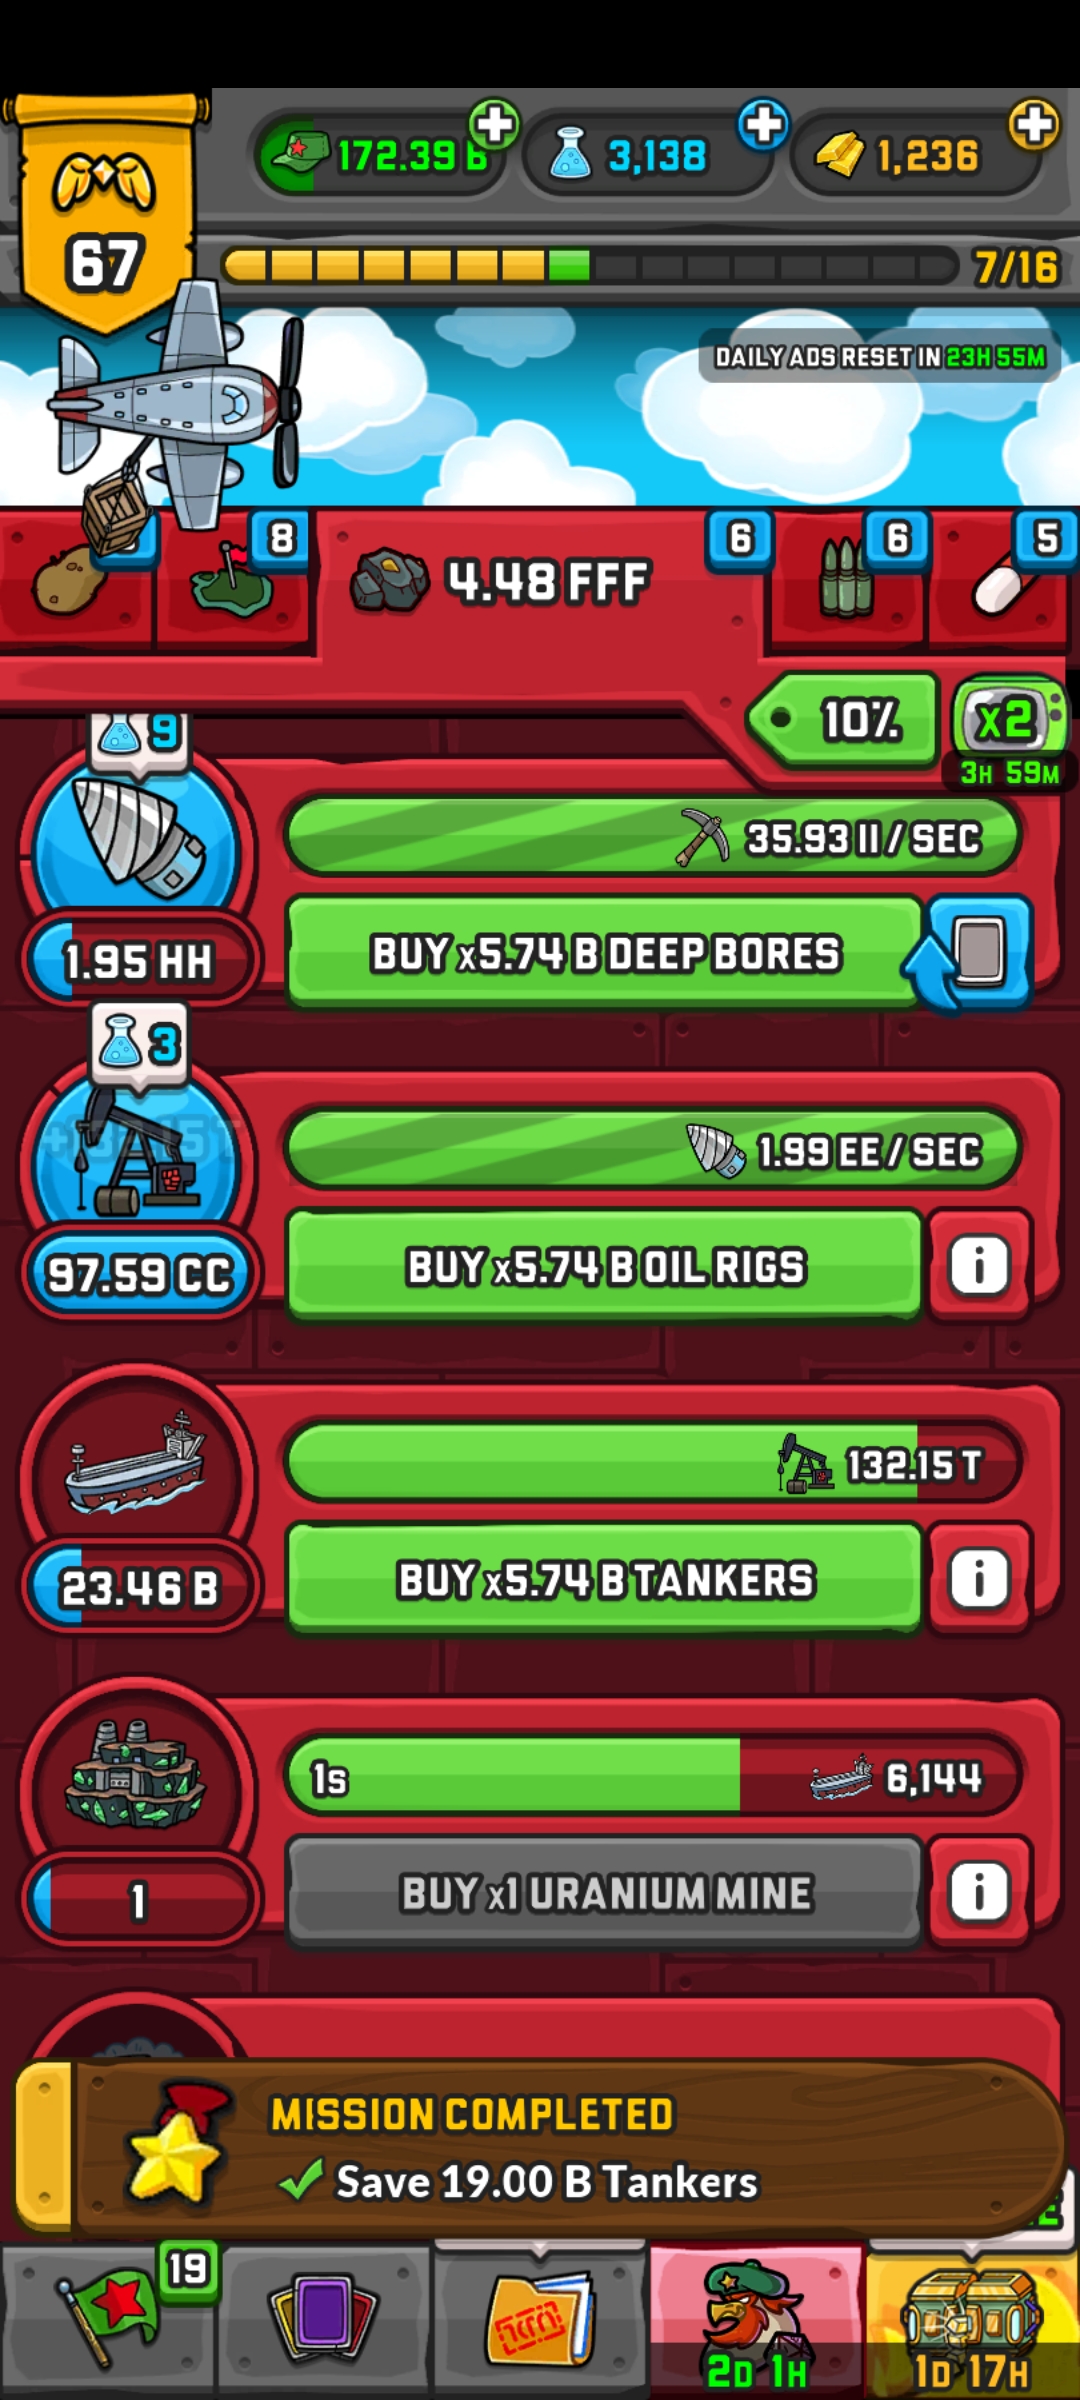 172.39 B
3,138
1,236
67
7/16
DAILY ADS RESET IN 23H 55M
8
4.48 FFF
6
6
5
10%
x2
3H 59M
9
35.93 II / SEC
1.95 HH
BUY x5.74 B DEEP BORES
3
1.99 EE / SEC
97.59 CC
BUY x5.74 B OIL RIGS
132.15 T
23.46 B
BUY x5.74 B TANKERS
1s
6,144
1
BUY x1 URANIUM MINE
MISSION COMPLETED
Save 19.00 B Tankers
19
2D 1H
1D 17H